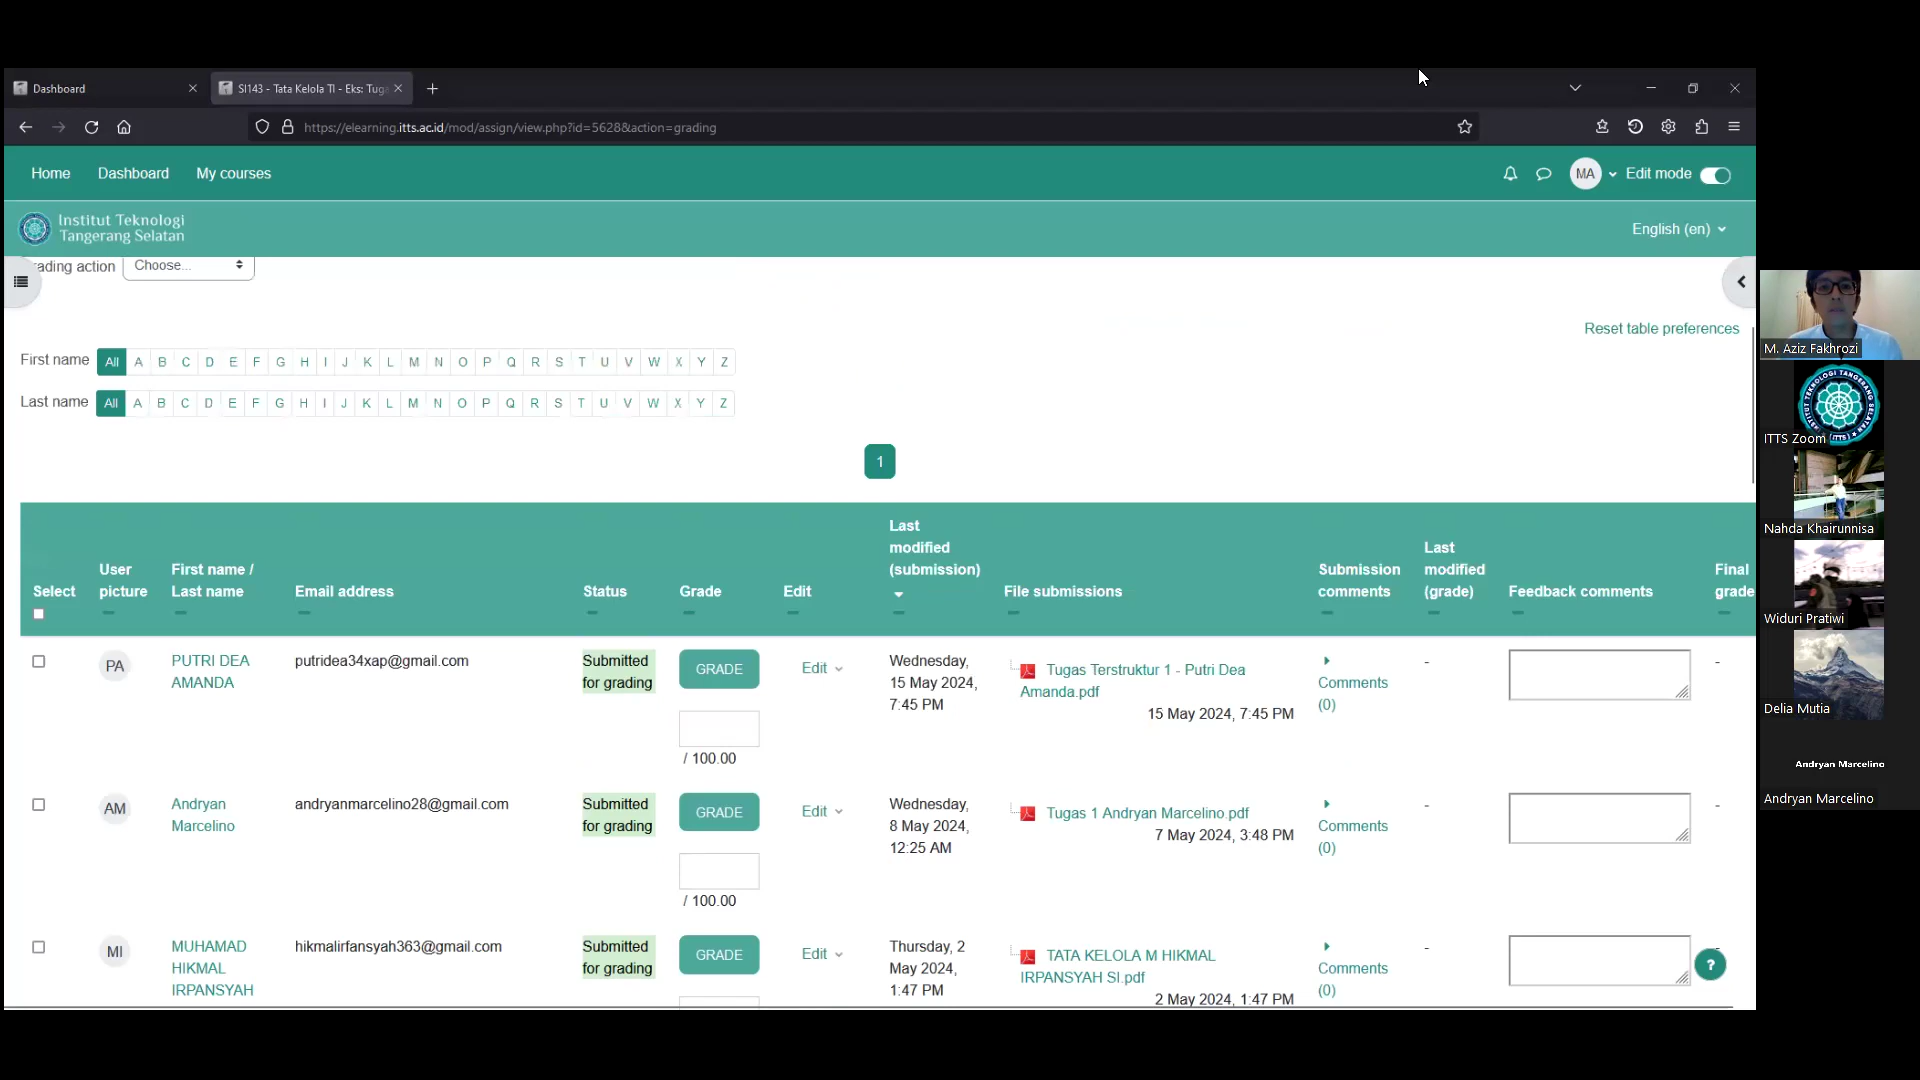 Dashboard
SI143 - Tata Kelola TI - Eks: Tuga
https://elearning.itts.ac.id/mod/assign/view.php?id=5628&action=grading
Home Dashboard My courses
MA Edit mode
Institut Teknologi
Tangerang Selatan
English (en)
ading action Choose...
Reset table preferences
First name All A B C D E F G H I J K L M N O P Q R S T U V W X Y Z
Last name All A B C D E F G H I J K L M N O P Q R S T U V W X Y Z
1
Select
User
picture
First name /
Last name
Email address
Status
Grade
Edit
Last
modified
(submission)
File submissions
Submission
comments
Last
modified
(grade)
Feedback comments
Final
grade
PA
PUTRI DEA
AMANDA
putridea34xap@gmail.com
Submitted
for grading
GRADE
/ 100.00
Edit
Wednesday,
15 May 2024,
7:45 PM
Tugas Terstruktur 1 - Putri Dea
Amanda.pdf
15 May 2024, 7:45 PM
Comments
(0)
-
-
AM
Andryan
Marcelino
andryanmarcelino28@gmail.com
Submitted
for grading
GRADE
/ 100.00
Edit
Wednesday,
8 May 2024,
12:25 AM
Tugas 1 Andryan Marcelino.pdf
7 May 2024, 3:48 PM
Comments
(0)
-
-
MI
MUHAMAD
HIKMAL
IRPANSYAH
hikmalirfansyah363@gmail.com
Submitted
for grading
GRADE
Edit
Thursday, 2
May 2024,
1:47 PM
TATA KELOLA M HIKMAL
IRPANSYAH SI.pdf
2 May 2024, 1:47 PM
Comments
(0)
-
-
?
M. Aziz Fakhrozi
ITTS Zoom
Nahda Khairunnisa
Widuri Pratiwi
Delia Mutia
Andryan Marcelino
Andryan Marcelino